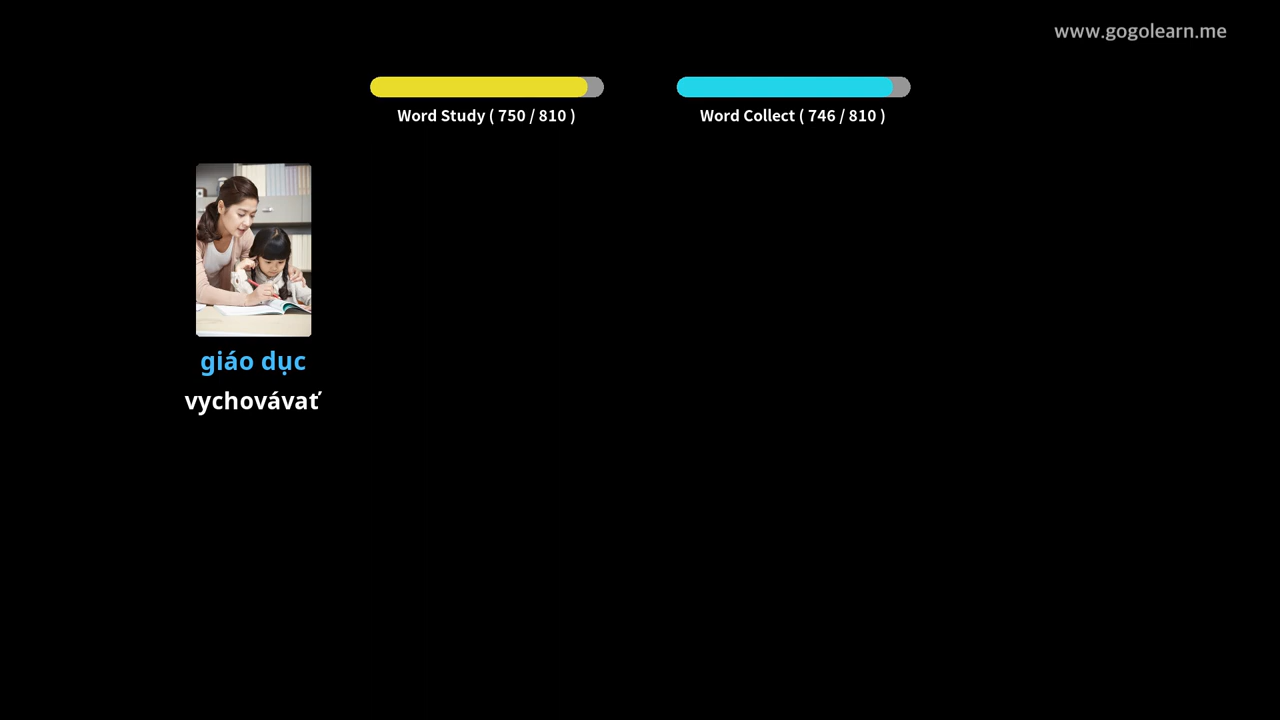 www.gogolearn.me
Word Study ( 750 / 810 )
Word Collect ( 746 / 810 )
giáo dục
vychovávať